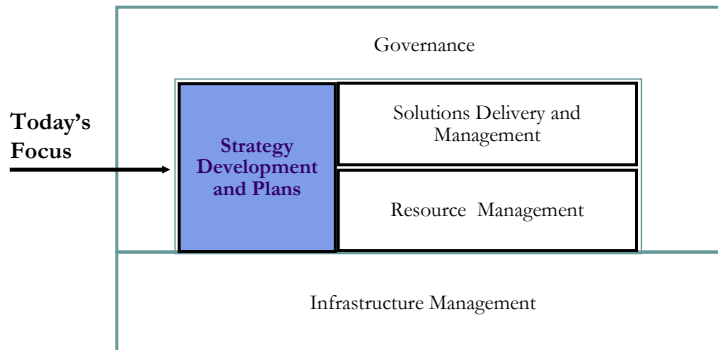 Governance
Today's
Focus
Strategy
Development
and Plans
Solutions Delivery and
Management
Resource Management
Infrastructure Management